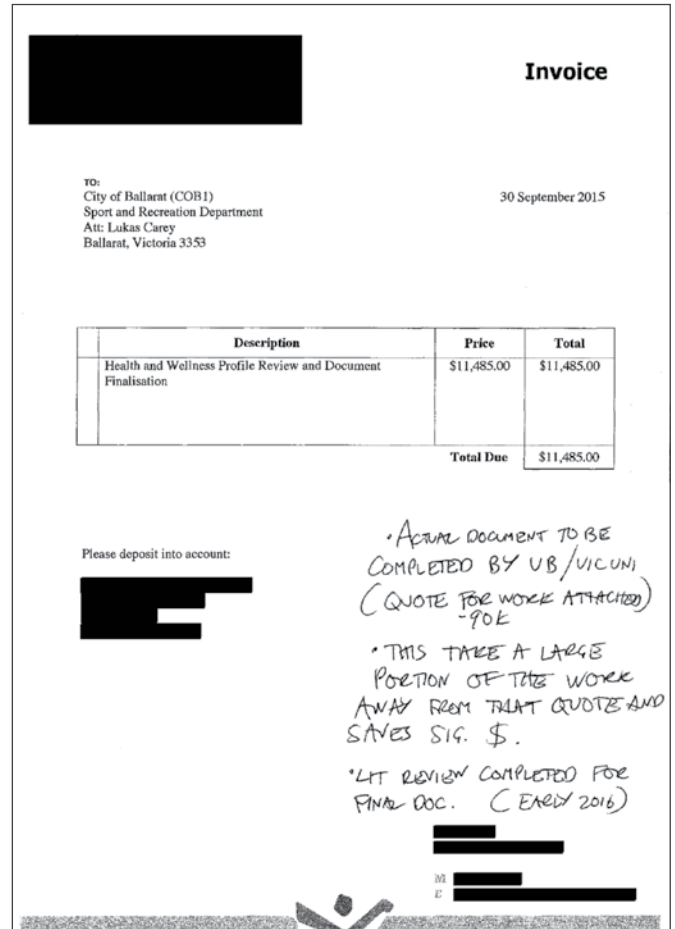 Invoice
TO:
City of Ballarat (COB1)
30 September 2015
Sport and Recreation Department
Att: Lukas Carey
Ballarat, Victoria 3353
Description Price Total
Health and Wellness Profile Review and Document $11,485.00 $11,485.00
Finalisation
Total Due $11,485.00
Please deposit into account:
• ACTUAL DOCUMENT TO BE
COMPLETED BY UB/VICUNI
(QUOTE FOR WORK ATTACHED)
-90K
• THIS TAKE A LARGE
PORTION OF THE WORK
AWAY FROM THAT QUOTE AND
SAVES SIG. $.
• LIT REVIEW COMPLETED FOR
FINAL DOC. (EARLY 2016)
M
E